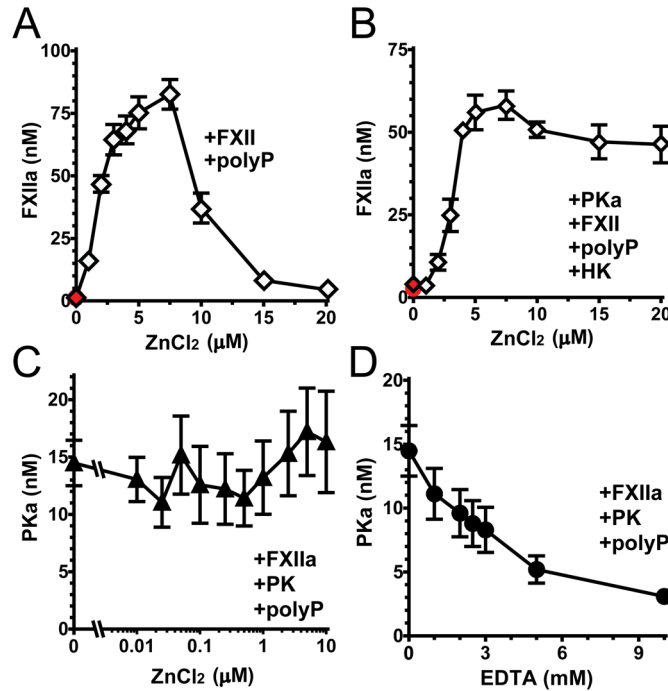 A
100
75
50
25
0
FXIIa (nM)
+FXII
+polyP
0 5 10 15 20
ZnCl₂ (μM)
B
75
50
25
0
FXIIa (nM)
+PKa
+FXII
+polyP
+HK
0 5 10 15 20
ZnCl₂ (μM)
C
20
15
10
5
0
PKa (nM)
+FXIIa
+PK
+polyP
0 0.01 0.1 1 10
ZnCl₂ (μM)
D
20
15
10
5
0
PKa (nM)
+FXIIa
+PK
+polyP
0 3 6 9
EDTA (mM)